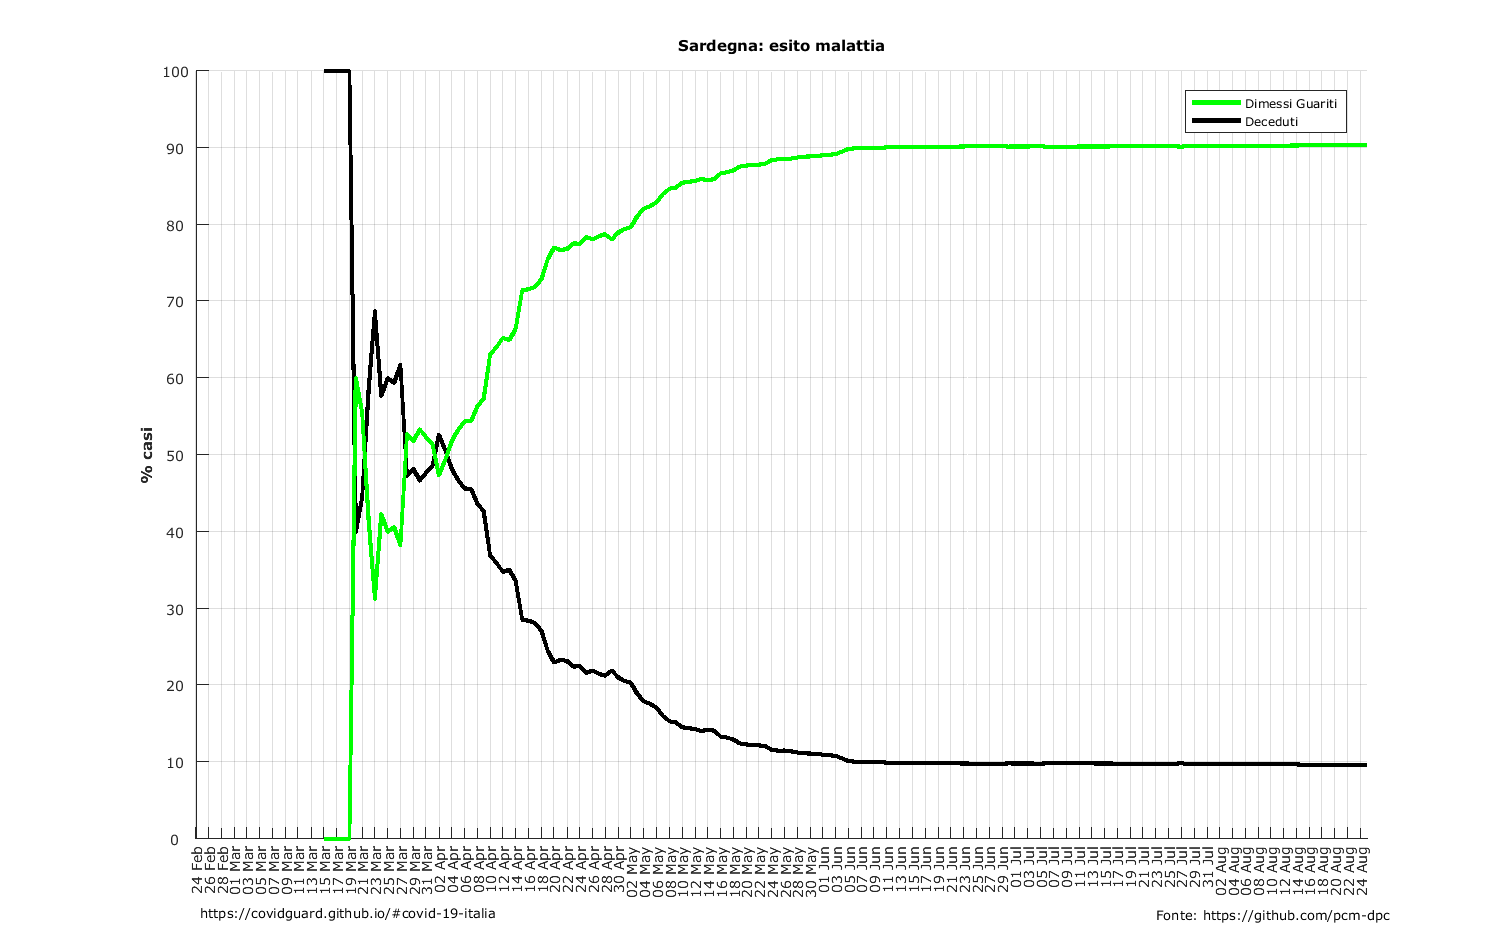 Sardegna: esito malattia
Dimessi Guariti
Deceduti
% casi
100
90
80
70
60
50
40
30
20
10
0
24 Feb
26 Feb
28 Feb
01 Mar
03 Mar
05 Mar
07 Mar
09 Mar
11 Mar
13 Mar
15 Mar
17 Mar
19 Mar
21 Mar
23 Mar
25 Mar
27 Mar
29 Mar
31 Mar
02 Apr
04 Apr
06 Apr
08 Apr
10 Apr
12 Apr
14 Apr
16 Apr
18 Apr
20 Apr
22 Apr
24 Apr
26 Apr
28 Apr
30 Apr
02 May
04 May
06 May
08 May
10 May
12 May
14 May
16 May
18 May
20 May
22 May
24 May
26 May
28 May
30 May
01 Jun
03 Jun
05 Jun
07 Jun
09 Jun
11 Jun
13 Jun
15 Jun
17 Jun
19 Jun
21 Jun
23 Jun
25 Jun
27 Jun
29 Jun
01 Jul
03 Jul
05 Jul
07 Jul
09 Jul
11 Jul
13 Jul
15 Jul
17 Jul
19 Jul
21 Jul
23 Jul
25 Jul
27 Jul
29 Jul
31 Jul
02 Aug
04 Aug
06 Aug
08 Aug
10 Aug
12 Aug
14 Aug
16 Aug
18 Aug
20 Aug
22 Aug
24 Aug
https://covidguard.github.io/#covid-19-italia
Fonte: https://github.com/pcm-dpc